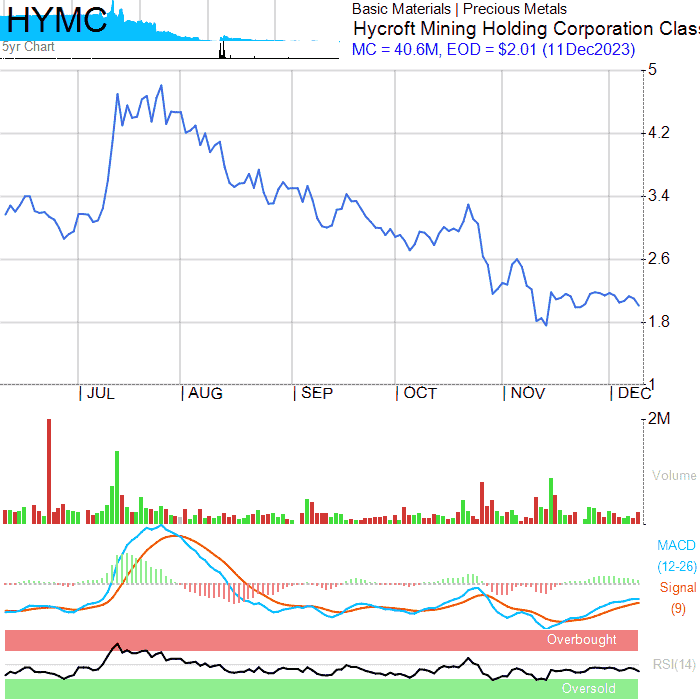 HYMC
5yr Chart
Basic Materials | Precious Metals
Hycroft Mining Holding Corporation Clas
MC = 40.6M, EOD = $2.01 (11Dec2023)
5
4.2
3.4
2.6
1.8
1
JUL AUG SEP OCT NOV DEC
2M
Volume
MACD
(12-26)
Signal
(9)
Overbought
RSI(14)
Oversold